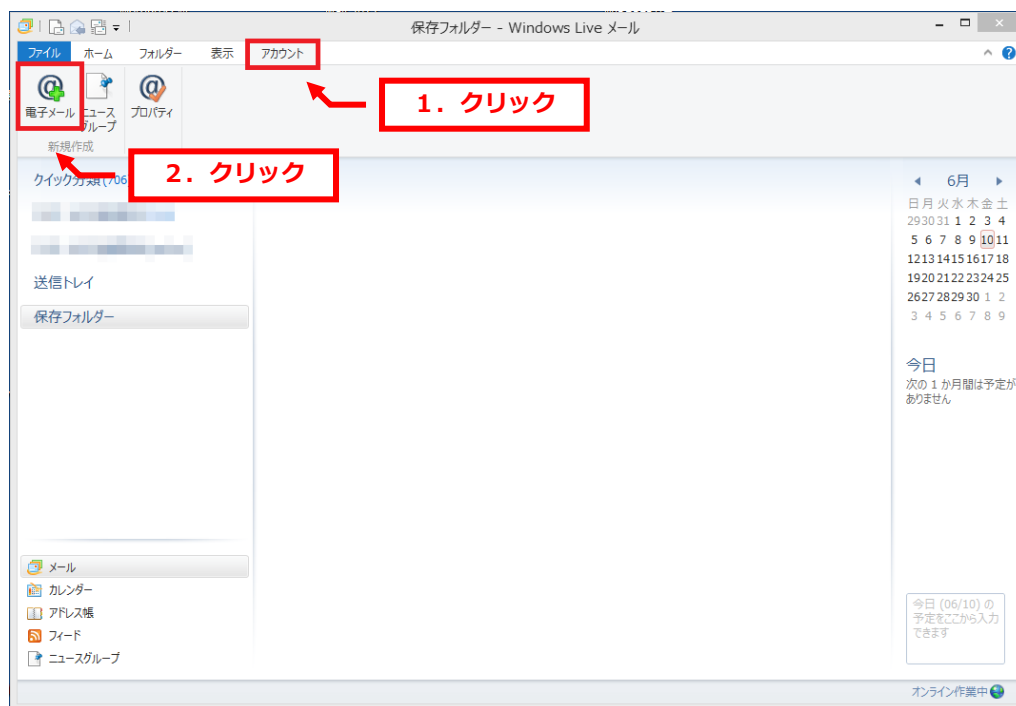 保存フォルダー - Windows Live メール
ファイル ホーム フォルダー 表示 アカウント
電子メール ニュース グループ プロパティ
新規作成
1. クリック
2. クリック
クイック分類 (706
送信トレイ
保存フォルダー
メール
カレンダー
アドレス帳
フィード
ニュースグループ
6月
日 月 火 水 木 金 土
29 30 31 1 2 3 4
5 6 7 8 9 10 11
12 13 14 15 16 17 18
19 20 21 22 23 24 25
26 27 28 29 30 1 2
3 4 5 6 7 8 9
今日
次の 1 か月間は予定が
ありません
今日 (06/10) の
予定をここから入力
できます
オンライン作業中